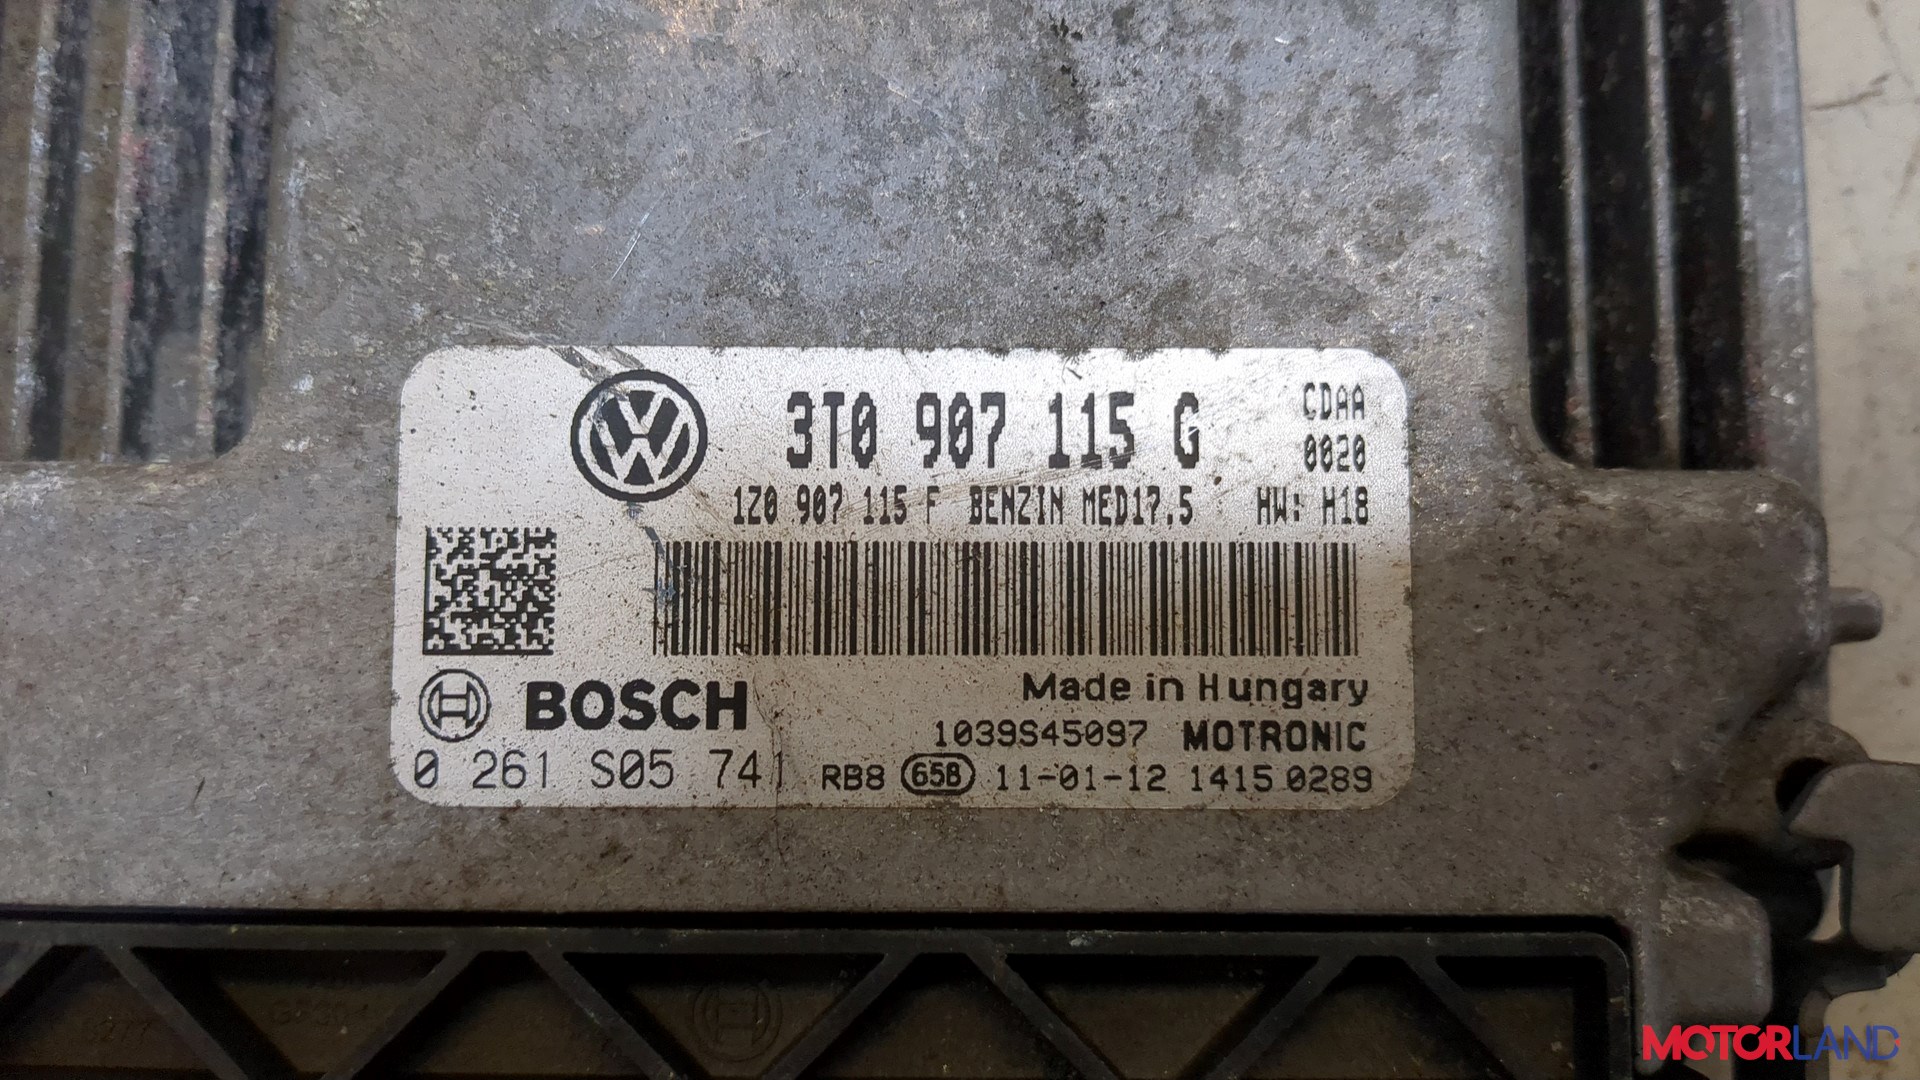 3T0 907 115 G
CDAA
0020
1Z0 907 115 F BENZIN MED17.5 HW: H18
BOSCH
Made in Hungary
1039S45097 MOTRONIC
0 261 S05 741 RB8 65B 11-01-12 1415 0289
MOTORLAND